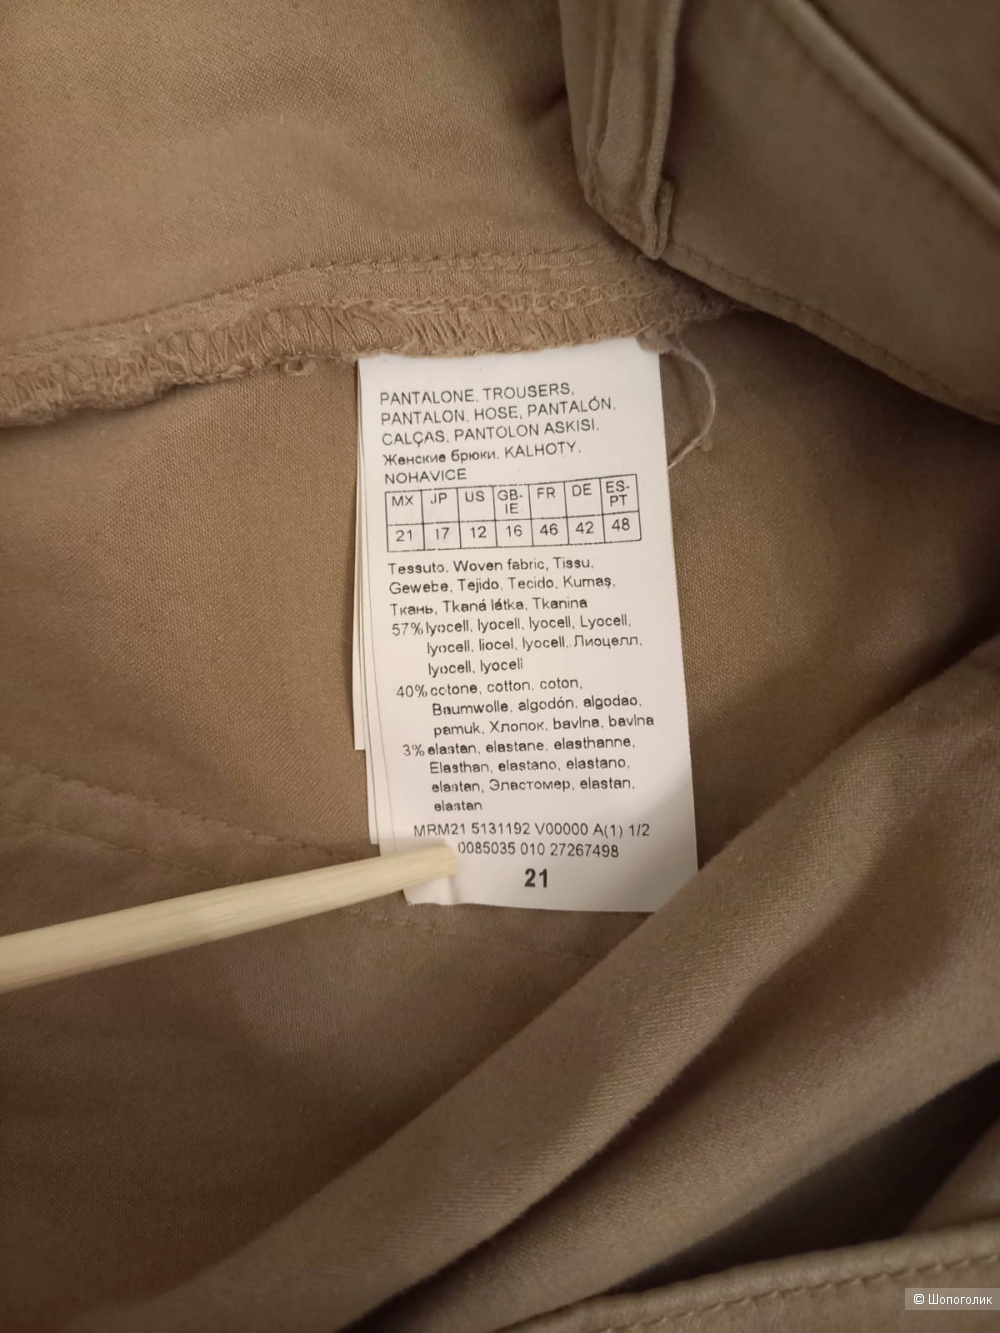 PANTALONE, TROUSERS,
PANTALON, HOSE, PANTALÓN,
CALÇAS, PANTOLON ASKISI,
Женские брюки, KALHOTY,
NOHAVICE
MX JP US GB-IE FR DE ES-PT
21 17 12 16 46 42 48
Tessuto, Woven fabric, Tissu,
Gewebe, Tejido, Tecido, Kumaş,
Ткань, Tkaná látka, Tkanina
57% lyocell, lyocell, lyocell, Lyocell,
lyocell, liocel, lyocell, Лиоцелл,
lyocell, lyocell
40% cotone, cotton, coton,
Baumwolle, algodón, algodao,
pamuk, Хлопок, bavlna, bavlna
3% elastan, elastane, elasthanne,
Elasthan, elastano, elastano,
elastan, Эластомер, elastan,
elastan
MRM21 5131192 V00000 A(1) 1/2
0085035 010 27267498
21
© Шопоголик